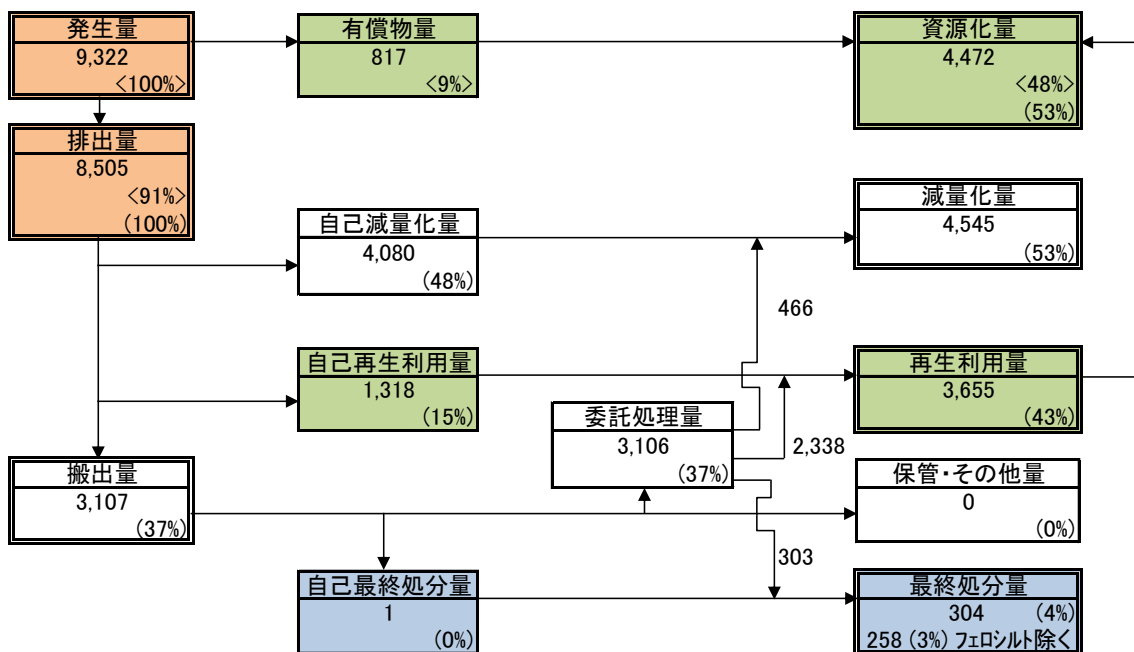 発生量
9,322
<100%>
有償物量
817
<9%>
資源化量
4,472
<48%>
(53%)
排出量
8,505
<91%>
(100%)
自己減量化量
4,080
(48%)
減量化量
4,545
(53%)
466
自己再生利用量
1,318
(15%)
再生利用量
3,655
(43%)
委託処理量
3,106
(37%)
2,338
搬出量
3,107
(37%)
保管・その他量
0
(0%)
303
自己最終処分量
1
(0%)
最終処分量
304 (4%)
258 (3%) フェロシルト除く